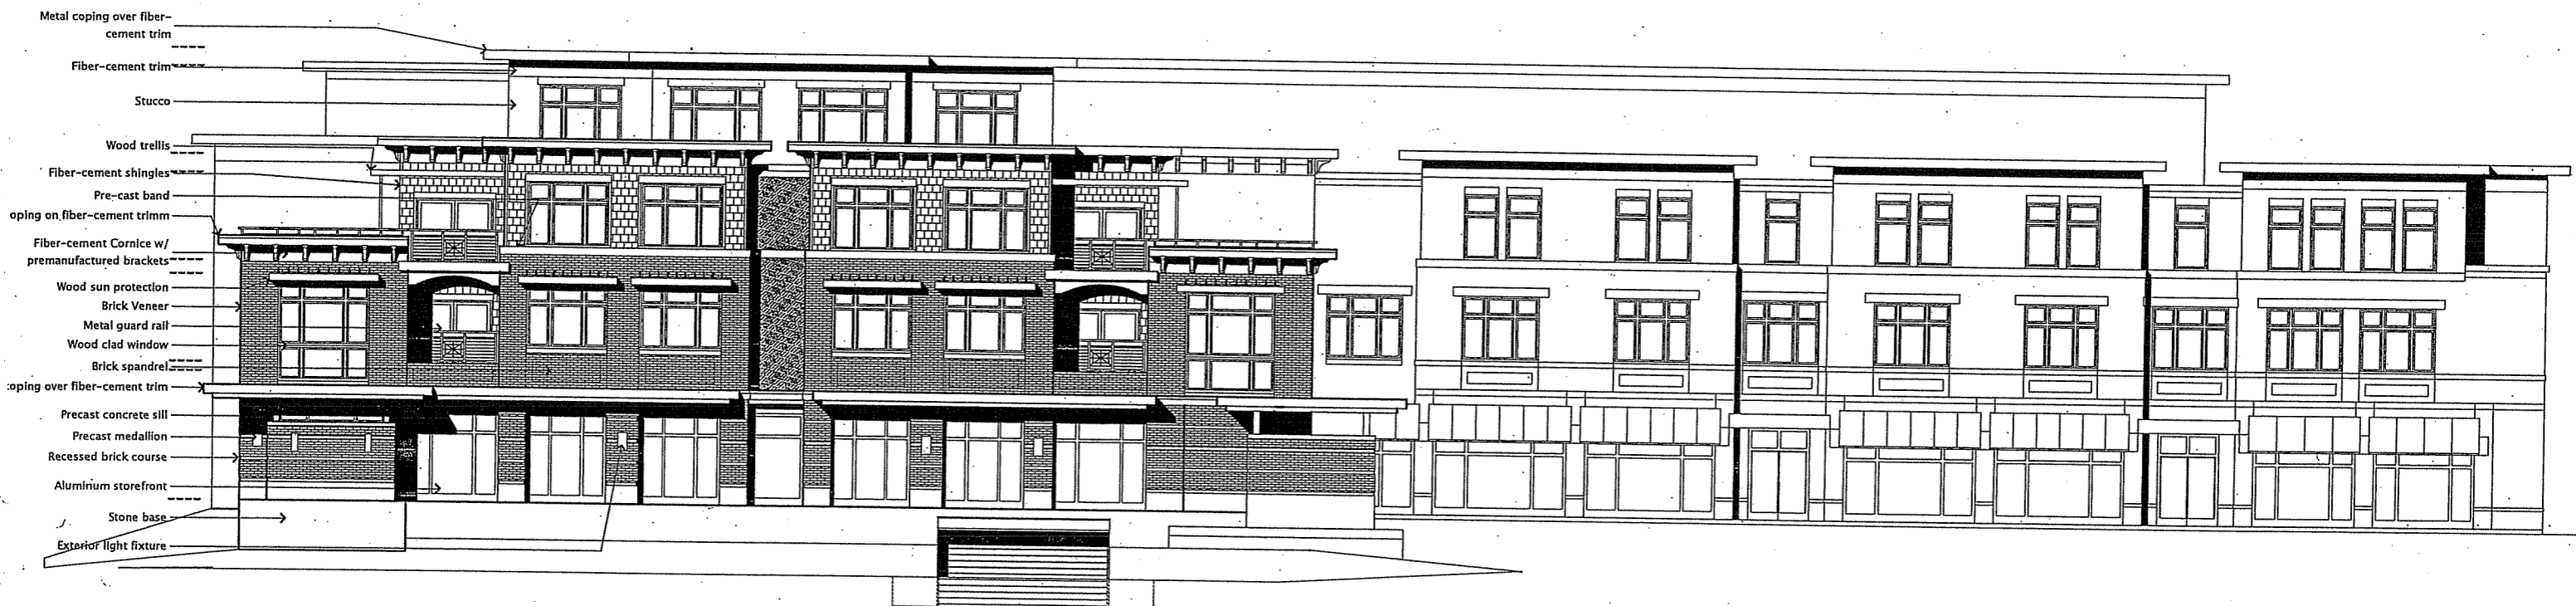 Metal coping over fiber-
cement trim
Fiber-cement trim
Stucco
Wood trellis
Fiber-cement shingles
Pre-cast band
oping on fiber-cement trimm
Fiber-cement Cornice w/
premanufactured brackets
Wood sun protection
Brick Veneer
Metal guard rail
Wood clad window
Brick spandrel
oping over fiber-cement trim
Precast concrete sill
Precast medallion
Recessed brick course
Aluminum storefront
Stone base
Exterior light fixture